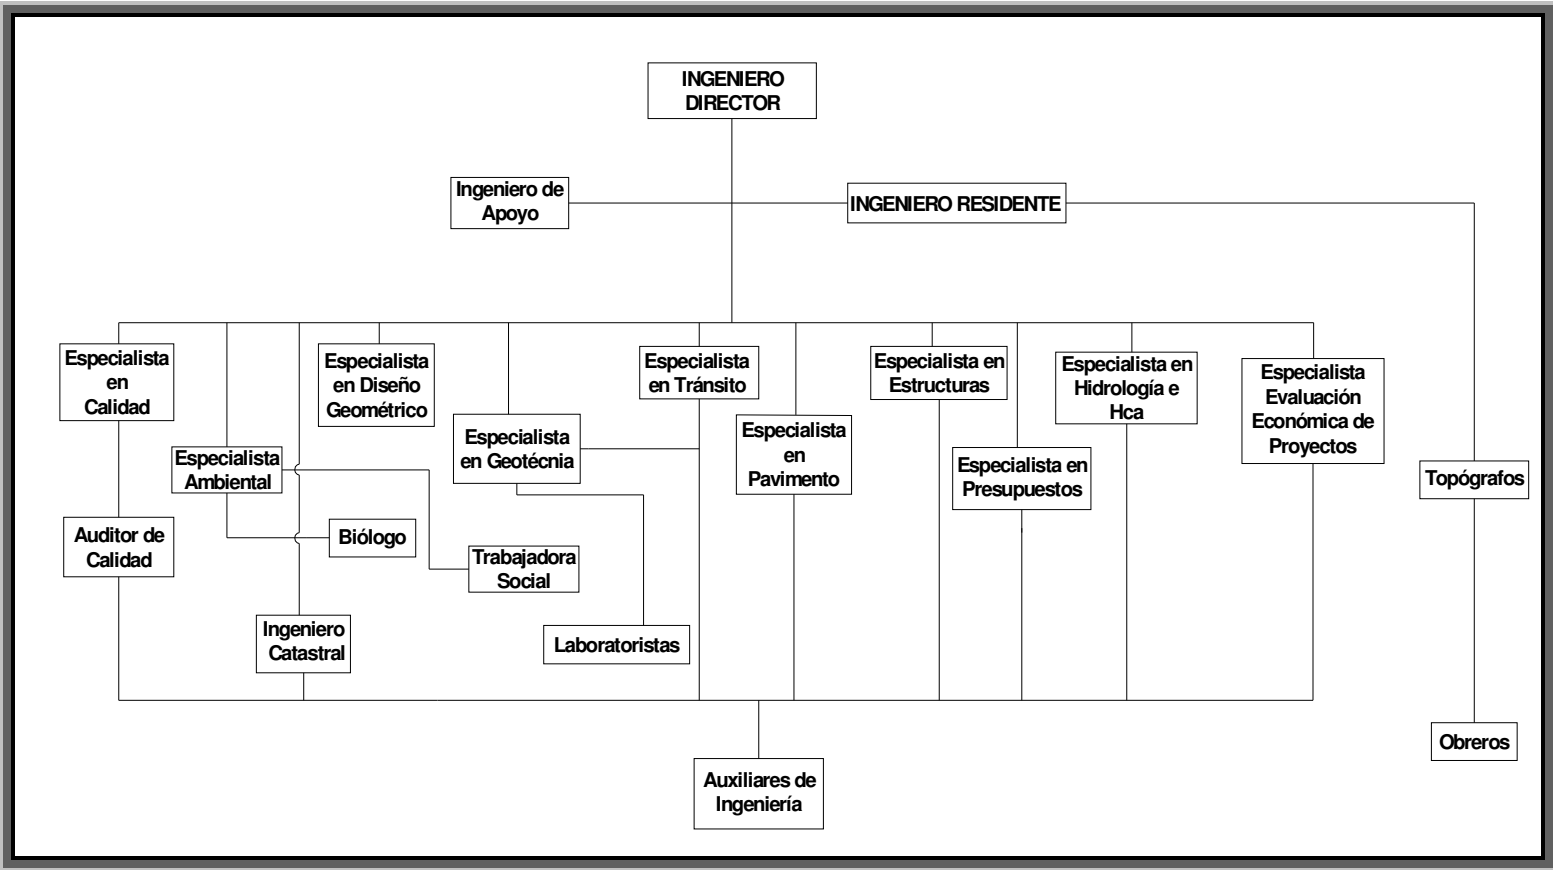 INGENIERO
DIRECTOR
Ingeniero de
Apoyo
INGENIERO RESIDENTE
Especialista
en
Calidad
Especialista
en Diseño
Geométrico
Especialista
en Tránsito
Especialista en
Estructuras
Especialista en
Hidrología e
Hca
Especialista
Evaluación
Económica de
Proyectos
Especialista
Ambiental
Especialista
en Geotécnia
Especialista
en
Pavimento
Especialista en
Presupuestos
Topógrafos
Auditor de
Calidad
Biólogo
Trabajadora
Social
Ingeniero
Catastral
Laboratoristas
Obreros
Auxiliares de
Ingeniería